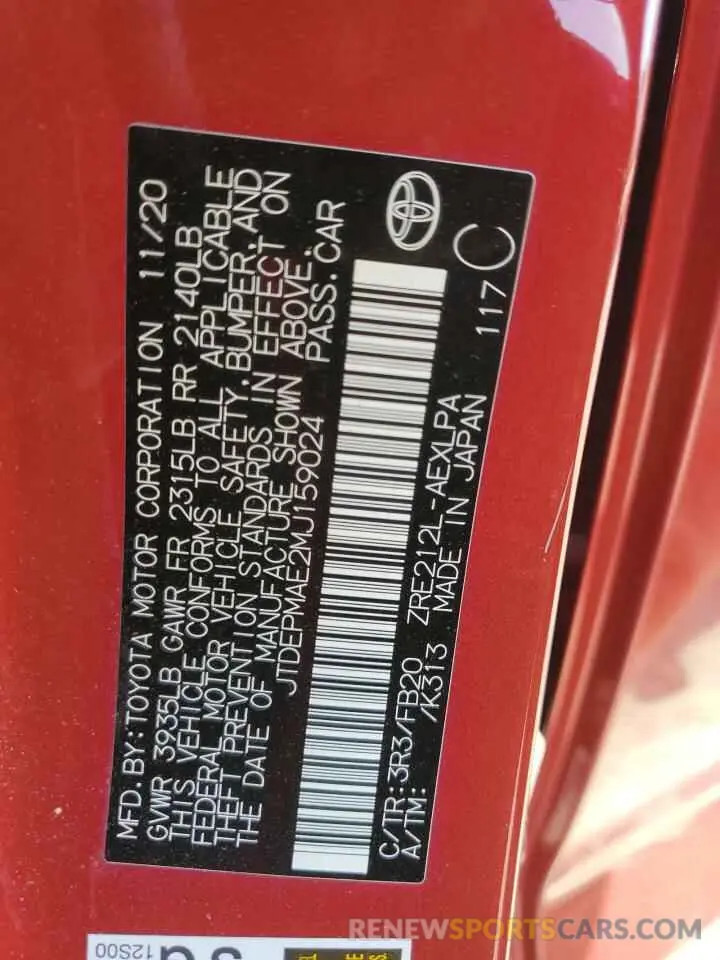 MFD. BY: TOYOTA MOTOR CORPORATION 11/20
GVWR 3935LB GAWR FR 2315LB RR 2140LB
THIS VEHICLE CONFORMS TO ALL APPLICABLE
FEDERAL MOTOR VEHICLE SAFETY, BUMPER, AND
THEFT PREVENTION STANDARDS IN EFFECT ON
THE DATE OF MANUFACTURE SHOWN ABOVE.
JTDEPMAE2MJ159024 PASS. CAR
C/TR: 3R3/FB20 ZRE212L-AEXLPA
A/TM: /K313 MADE IN JAPAN 117 C
12S00
RENEWSPORTSCARS.COM